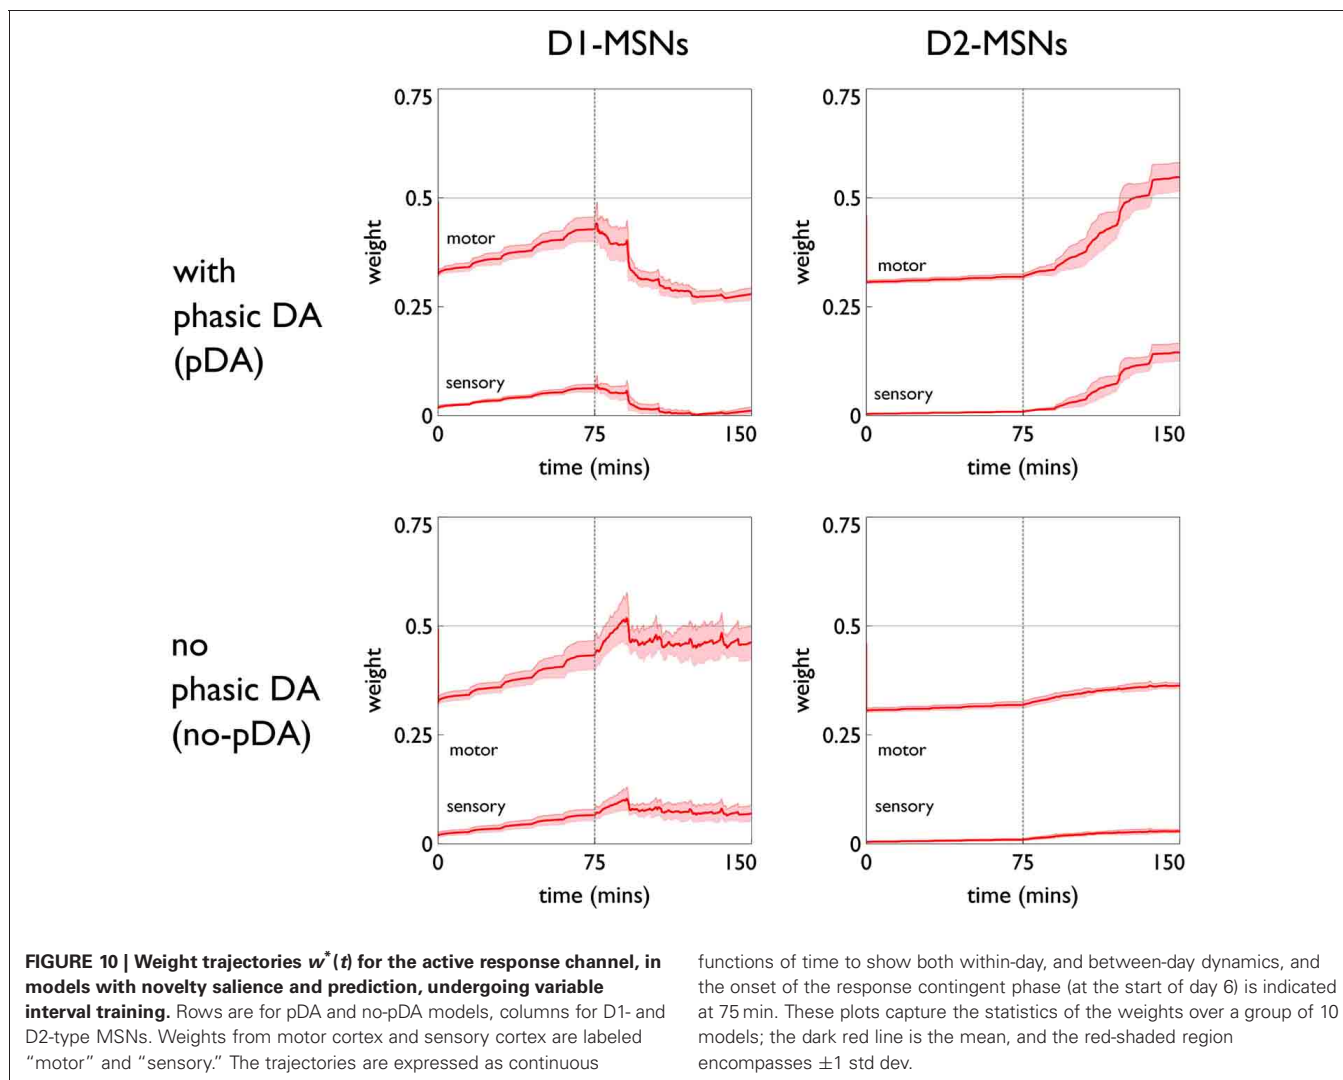 D1-MSNs
D2-MSNs
with
phasic DA
(pDA)
0.75
0.5
0.25
0
weight
motor
sensory
0
75
150
time (mins)
0.75
0.5
0.25
0
weight
motor
sensory
0
75
150
time (mins)
no
phasic DA
(no-pDA)
0.75
0.5
0.25
0
weight
motor
sensory
0
75
150
time (mins)
0.75
0.5
0.25
0
weight
motor
sensory
0
75
150
time (mins)
FIGURE 10 | Weight trajectories w*(t) for the active response channel, in
models with novelty salience and prediction, undergoing variable
interval training. Rows are for pDA and no-pDA models, columns for D1- and
D2-type MSNs. Weights from motor cortex and sensory cortex are labeled
“motor” and “sensory.” The trajectories are expressed as continuous
functions of time to show both within-day, and between-day dynamics, and
the onset of the response contingent phase (at the start of day 6) is indicated
at 75 min. These plots capture the statistics of the weights over a group of 10
models; the dark red line is the mean, and the red-shaded region
encompasses ±1 std dev.